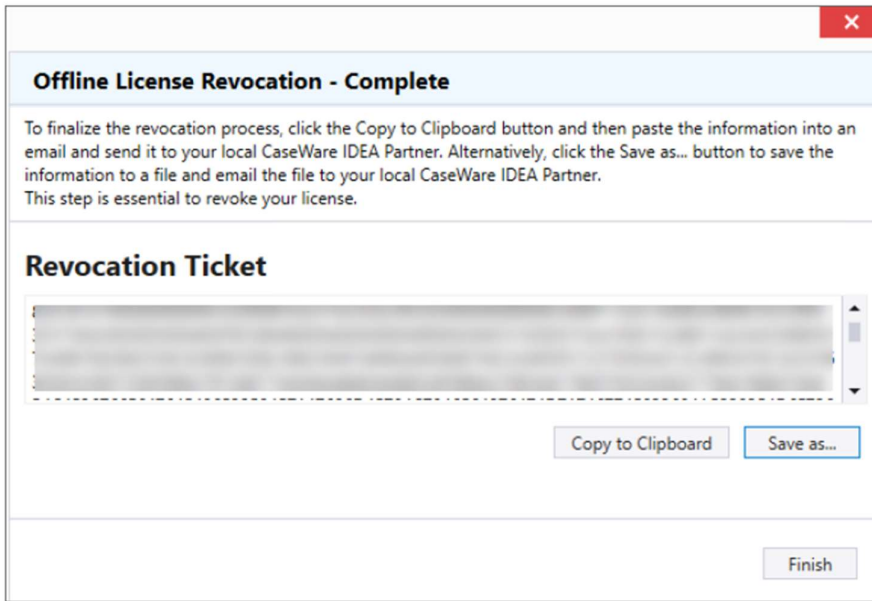 Offline License Revocation - Complete
To finalize the revocation process, click the Copy to Clipboard button and then paste the information into an
email and send it to your local CaseWare IDEA Partner. Alternatively, click the Save as... button to save the
information to a file and email the file to your local CaseWare IDEA Partner.
This step is essential to revoke your license.
Revocation Ticket
Copy to Clipboard
Save as...
Finish